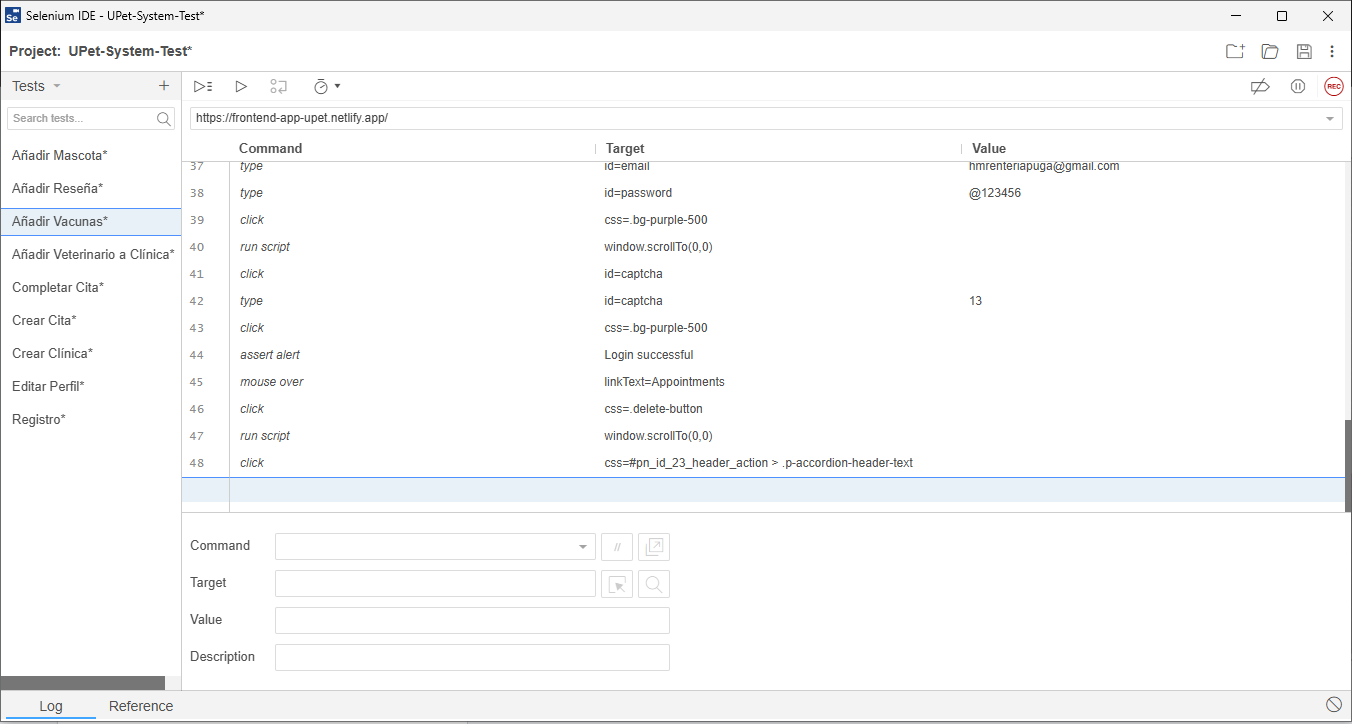 Selenium IDE - UPet-System-Test*
Project: UPet-System-Test*
Tests
REC
Search tests...
https://frontend-app-upet.netlify.app/
Añadir Mascota*
Añadir Reseña*
Añadir Vacunas*
Añadir Veterinario a Clínica*
Completar Cita*
Crear Cita*
Crear Clínica*
Editar Perfil*
Registro*
Command Target Value
37 type id=email hmrenteriapuga@gmail.com
38 type id=password @123456
39 click css=.bg-purple-500
40 run script window.scrollTo(0,0)
41 click id=captcha
42 type id=captcha 13
43 click css=.bg-purple-500
44 assert alert Login successful
45 mouse over linkText=Appointments
46 click css=.delete-button
47 run script window.scrollTo(0,0)
48 click css=#pn_id_23_header_action > .p-accordion-header-text
Command //
Target
Value
Description
Log Reference